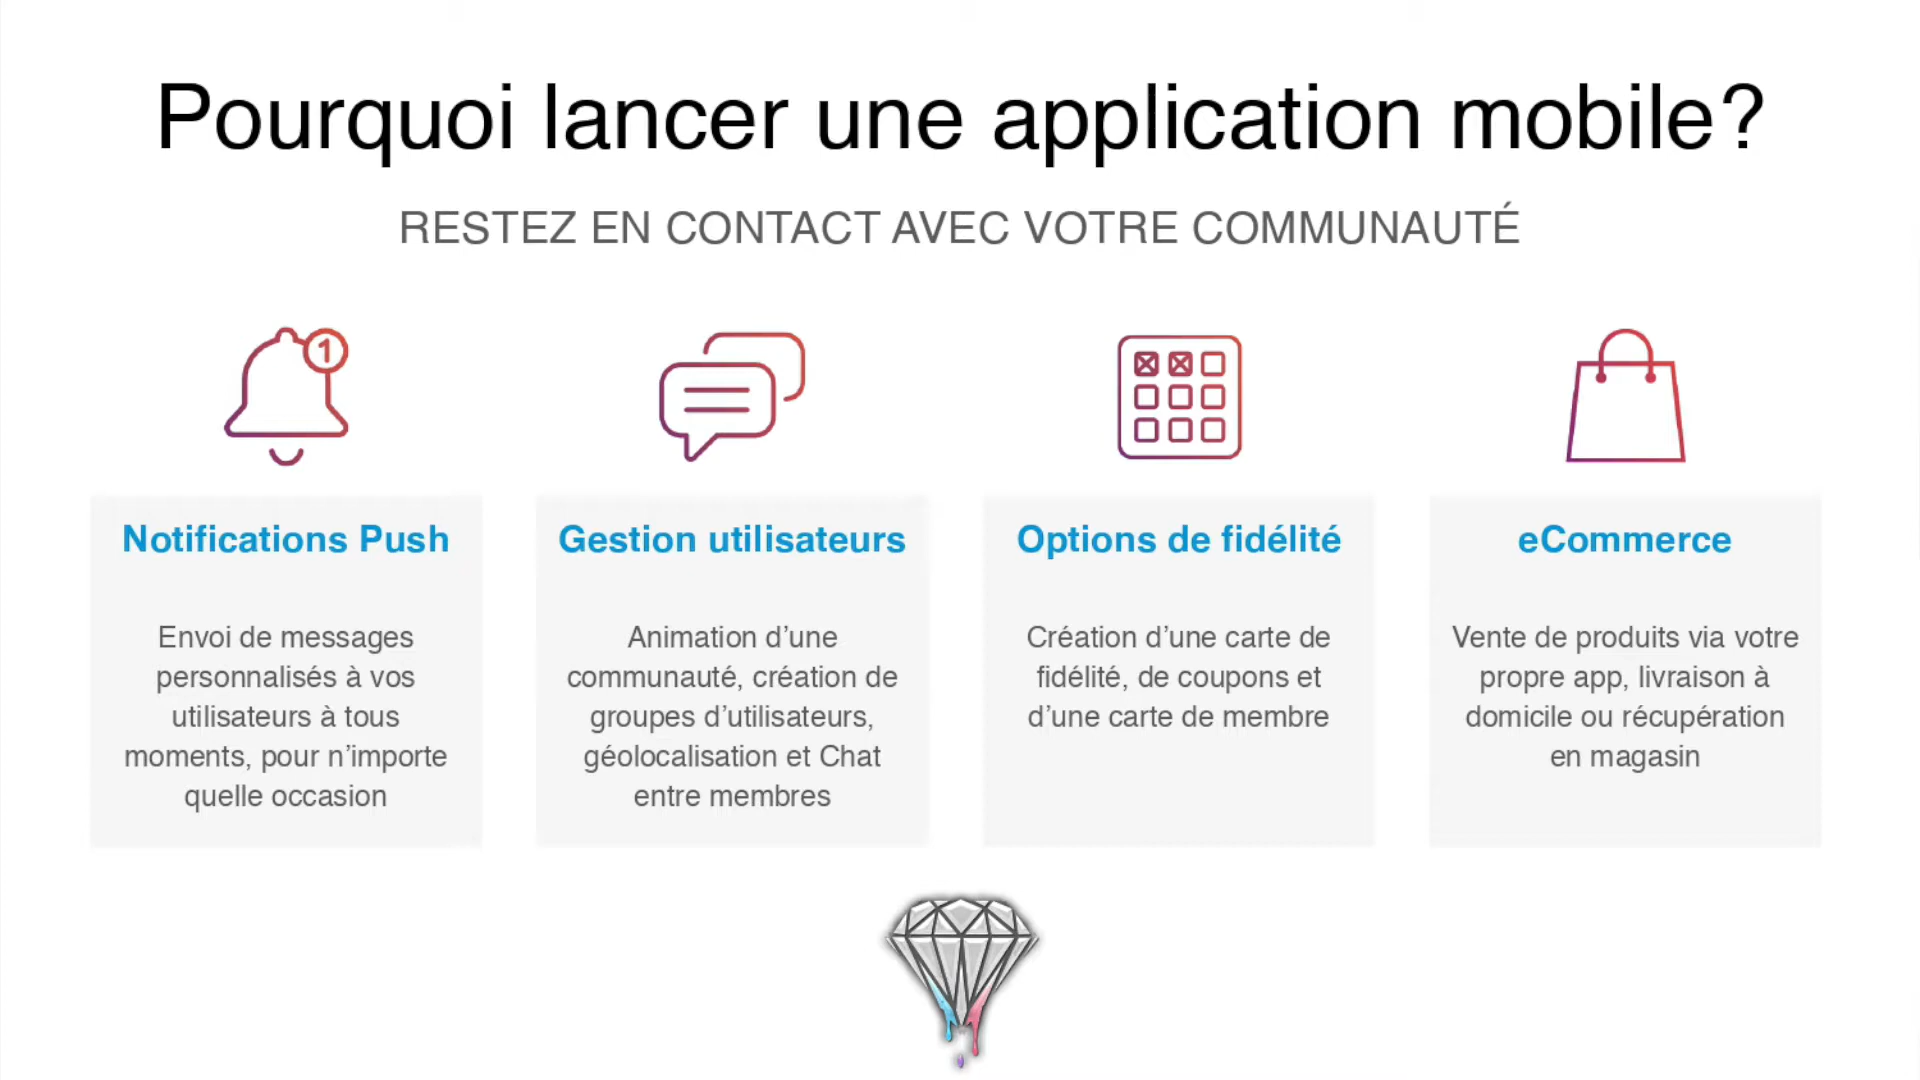 Pourquoi lancer une application mobile?
RESTEZ EN CONTACT AVEC VOTRE COMMUNAUTÉ
1
Notifications Push
Envoi de messages
personnalisés à vos
utilisateurs à tous
moments, pour n’importe
quelle occasion
Gestion utilisateurs
Animation d’une
communauté, création de
groupes d’utilisateurs,
géolocalisation et Chat
entre membres
Options de fidélité
Création d’une carte de
fidélité, de coupons et
d’une carte de membre
eCommerce
Vente de produits via votre
propre app, livraison à
domicile ou récupération
en magasin